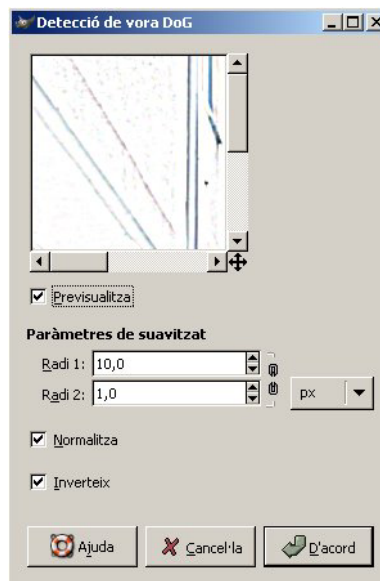 Detecció de vora DoG
Previsualitza
Paràmetres de suavitzat
Radi 1: 10,0
Radi 2: 1,0
px
Normalitza
Inverteix
Ajuda Cancel·la D'acord